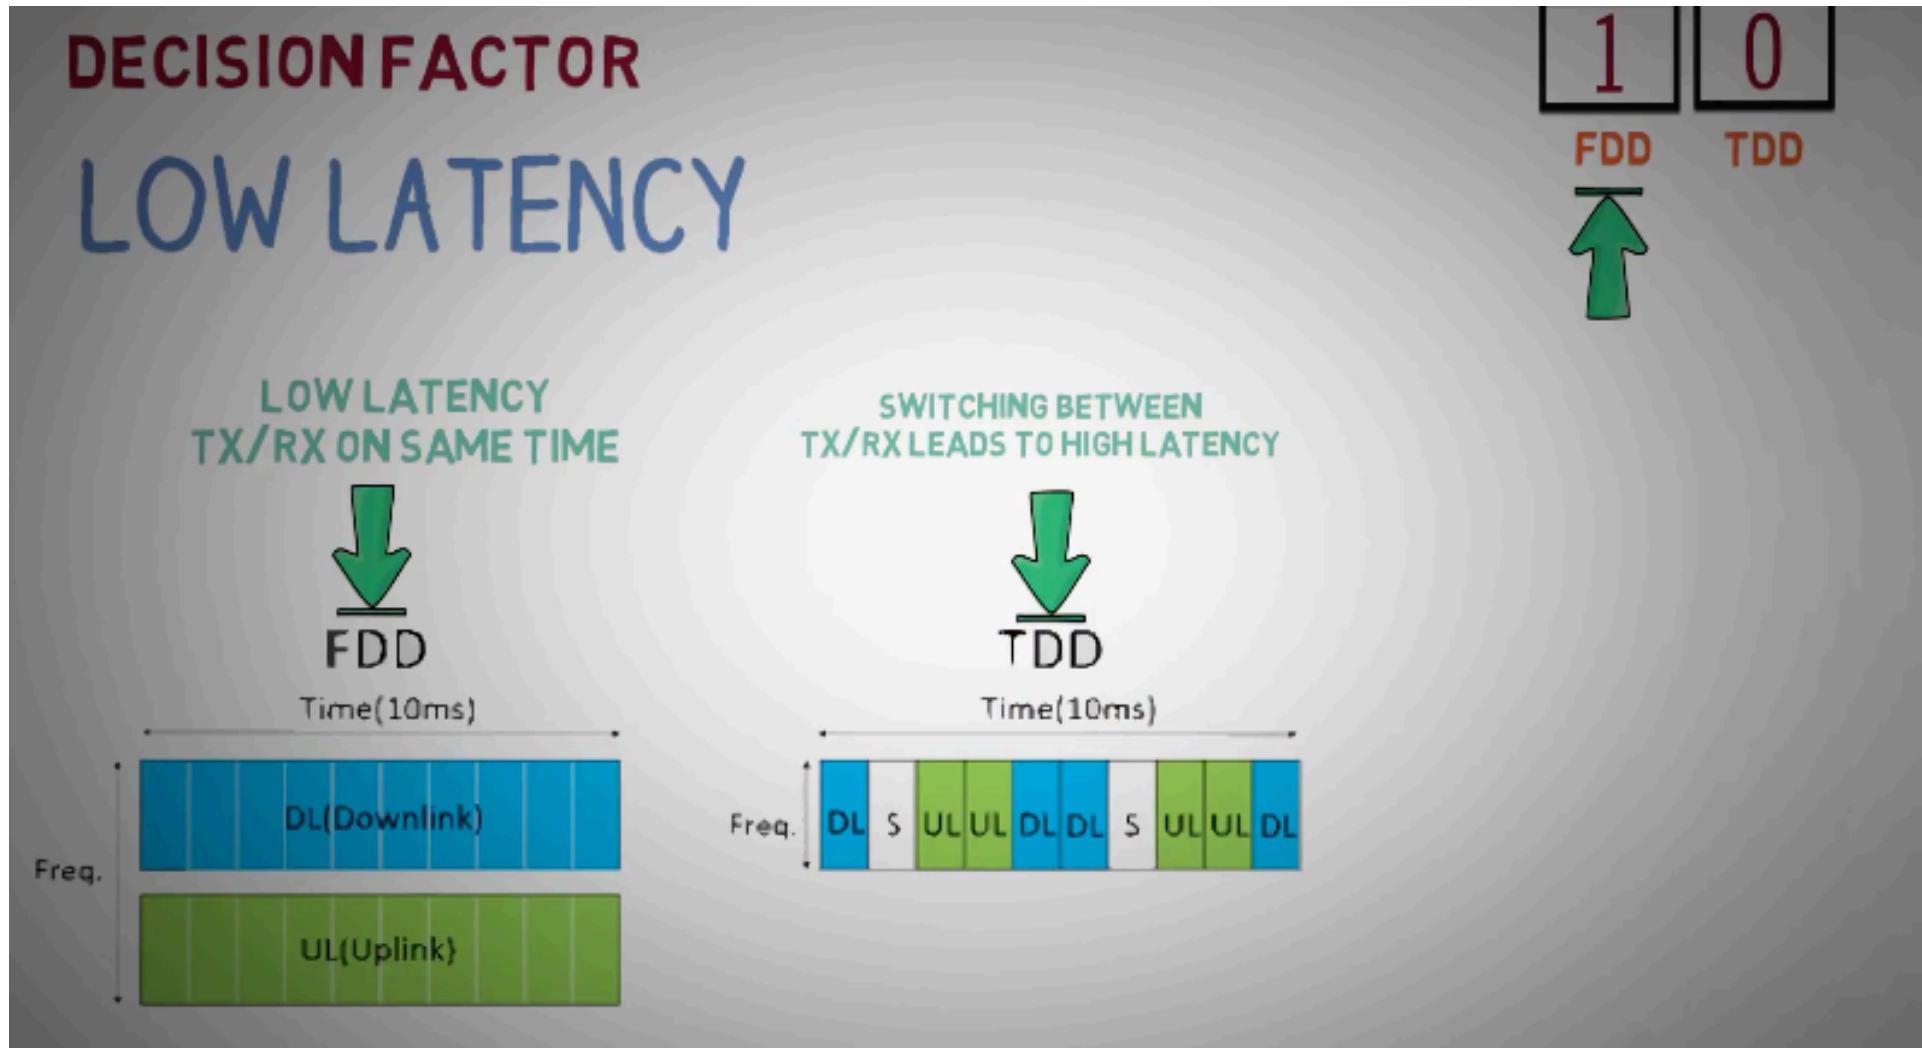 DECISION FACTOR
1 0
FDD TDD
LOW LATENCY
LOW LATENCY
TX/RX ON SAME TIME
SWITCHING BETWEEN
TX/RX LEADS TO HIGH LATENCY
FDD
Time(10ms)
Freq.
DL(Downlink)
UL(Uplink}
TDD
Time(10ms)
Freq.
DL S UL UL DL DL S UL UL DL